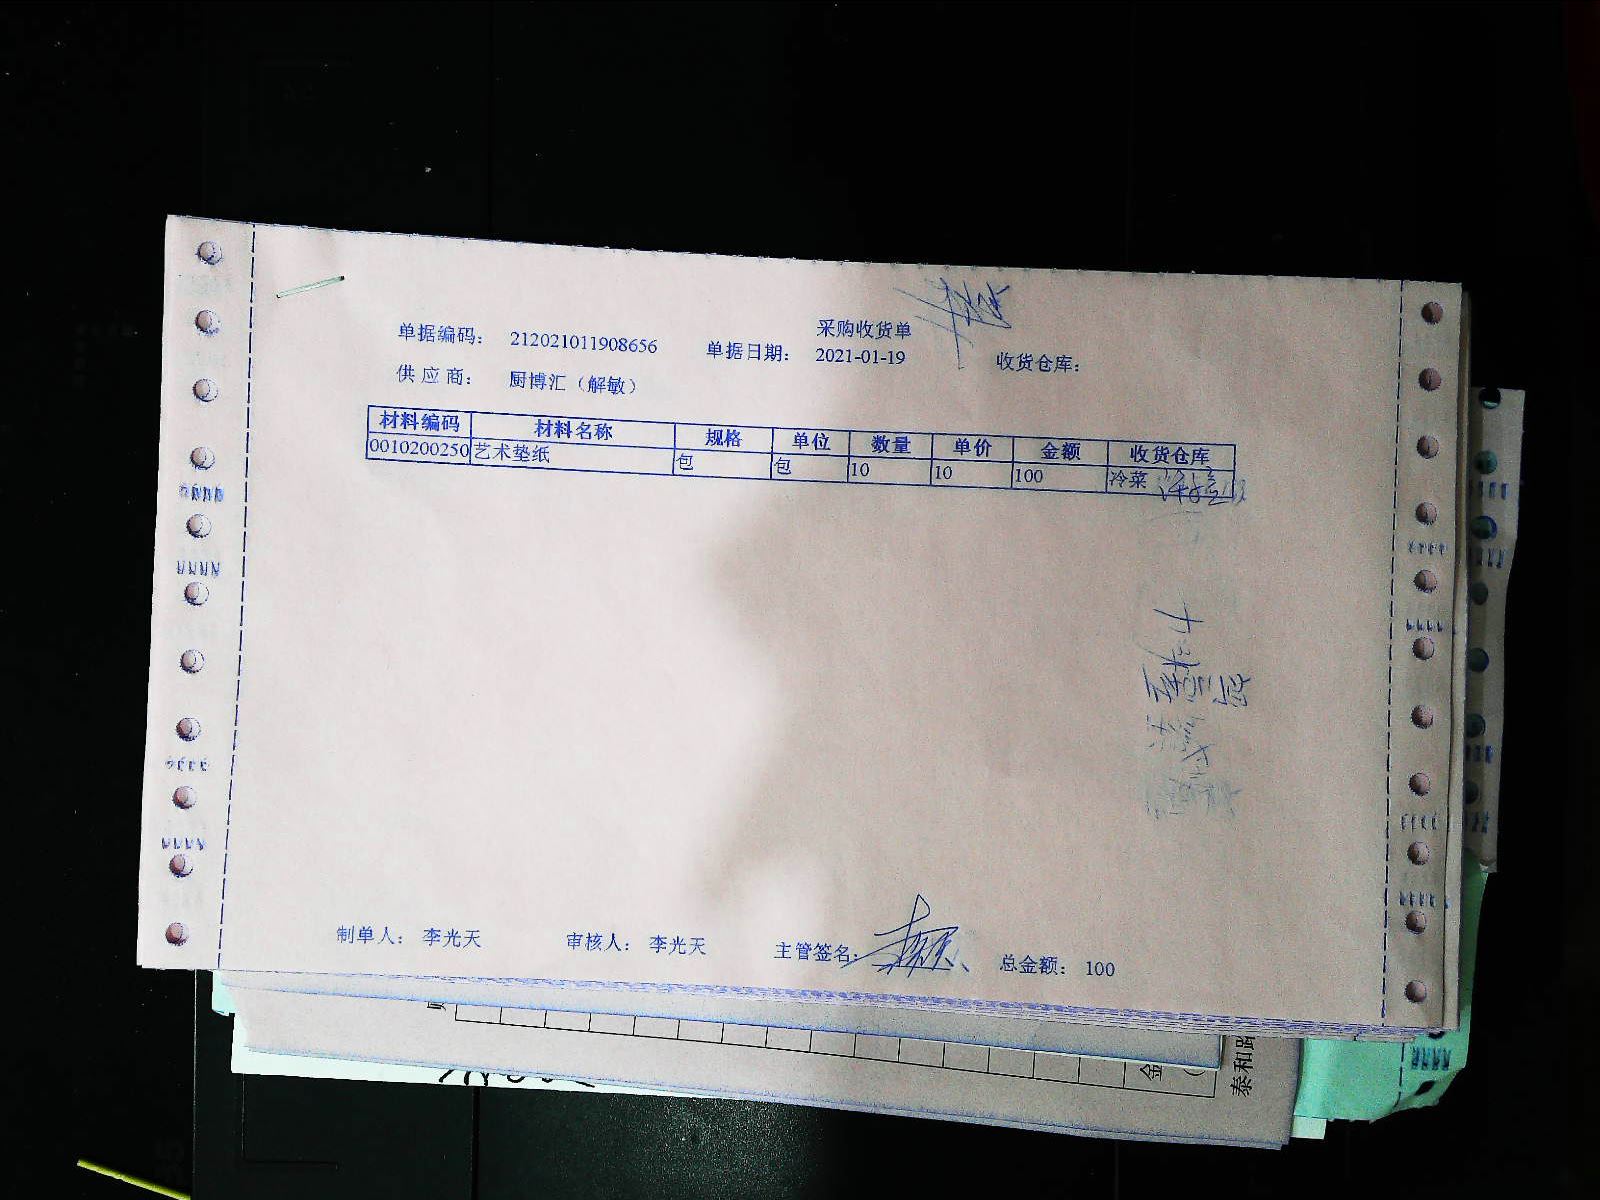 采购收货单
单据编码： 212021011908656 单据日期： 2021-01-19 收货仓库：
供 应 商： 厨博汇（解敏）
材料编码 材料名称 规格 单位 数量 单价 金额 收货仓库
0010200250 艺术垫纸 包 包 10 10 100 冷菜
制单人： 李光天 审核人： 李光天 主管签名： 总金额： 100
金
泰和路